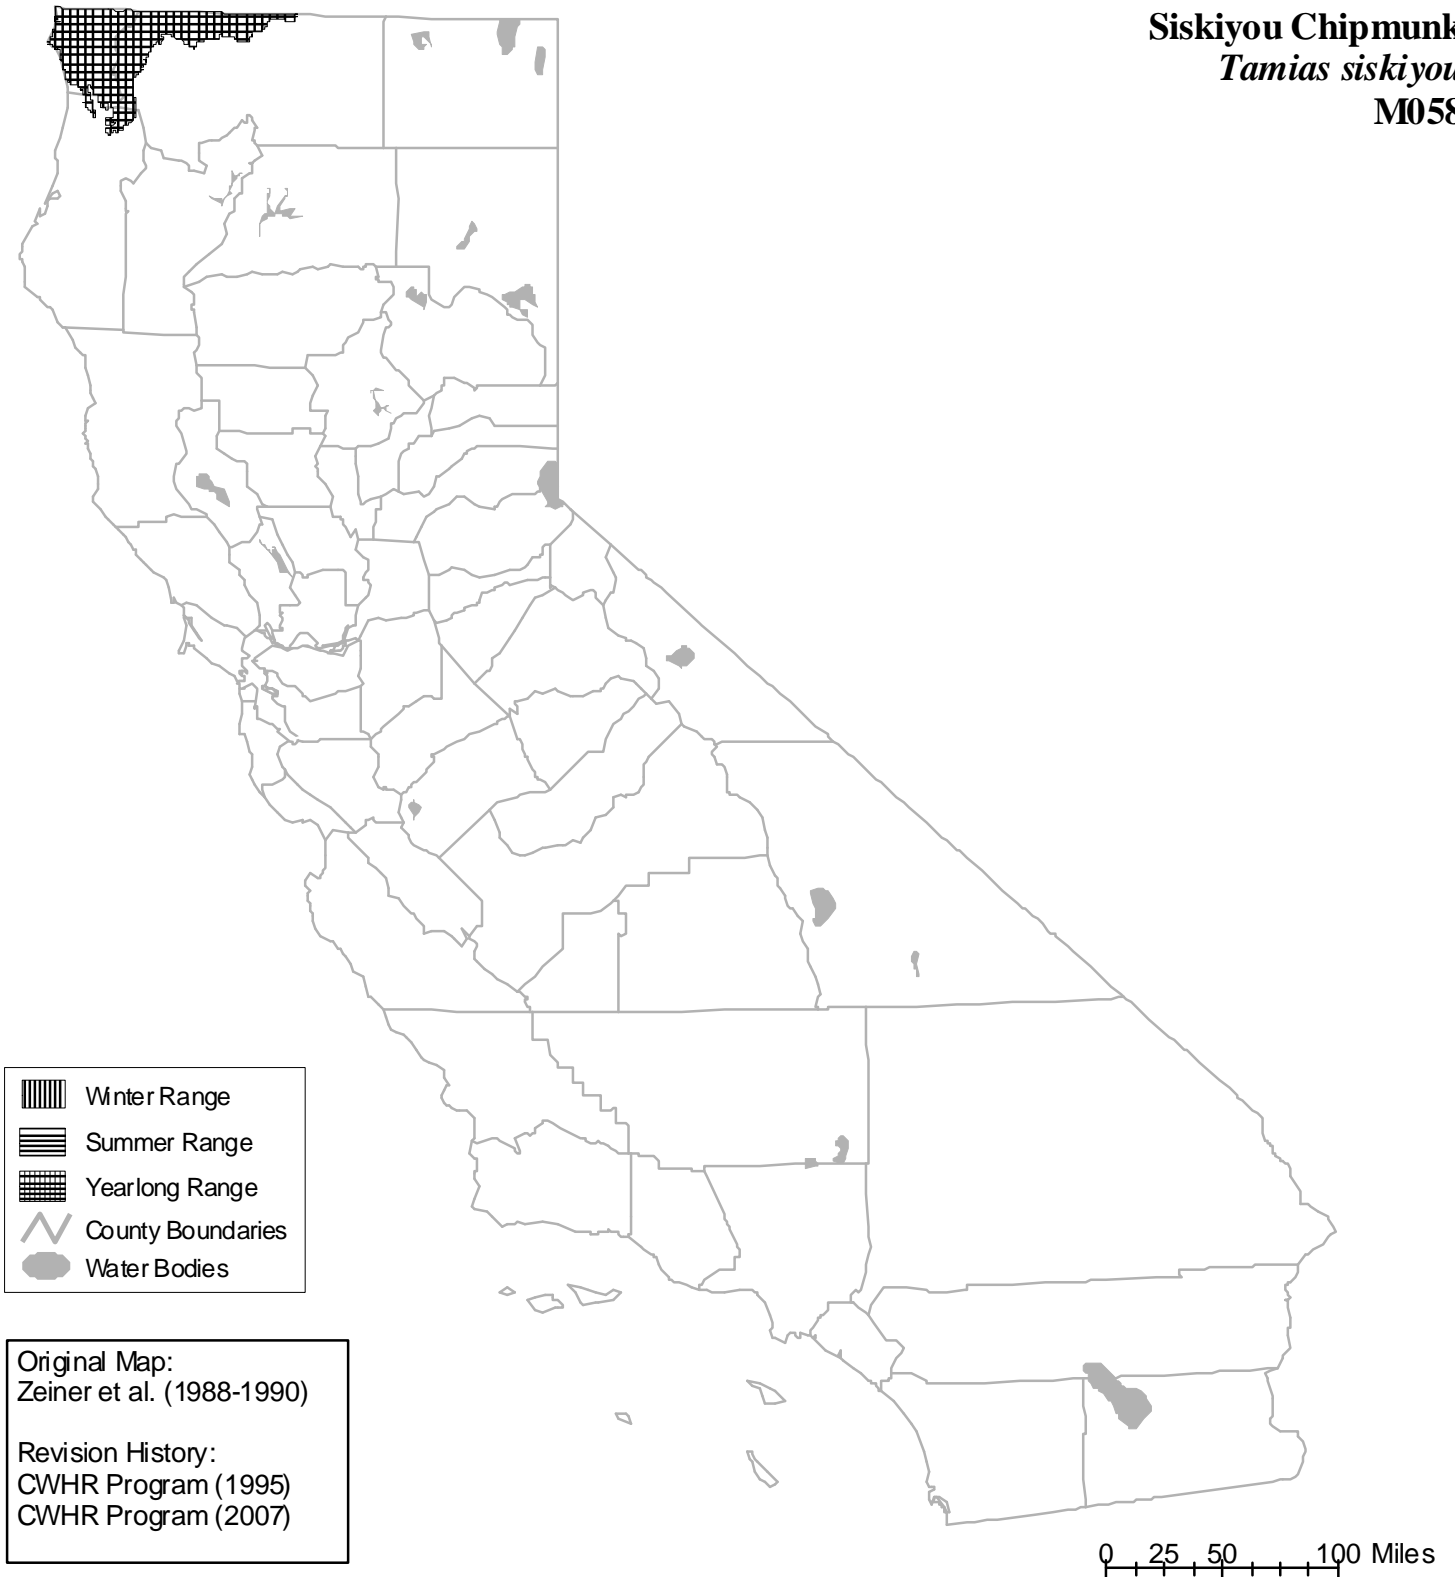 Siskiyou Chipmunk
Tamias siskiyou
M058
Winter Range
Summer Range
Yearlong Range
County Boundaries
Water Bodies
Original Map:
Zeiner et al. (1988-1990)
Revision History:
CWHR Program (1995)
CWHR Program (2007)
0 25 50 100 Miles